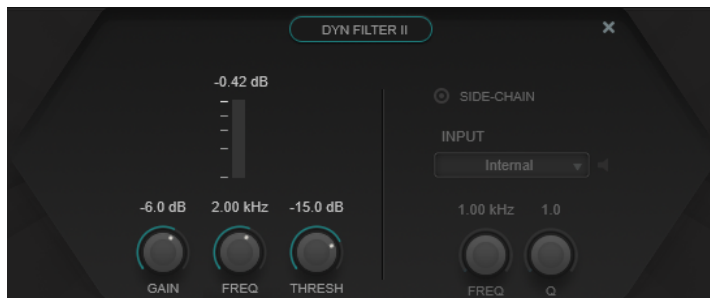 DYN FILTER II
-0.42 dB
-6.0 dB 2.00 kHz -15.0 dB
GAIN FREQ THRESH
SIDE-CHAIN
INPUT
Internal
1.00 kHz 1.0
FREQ Q